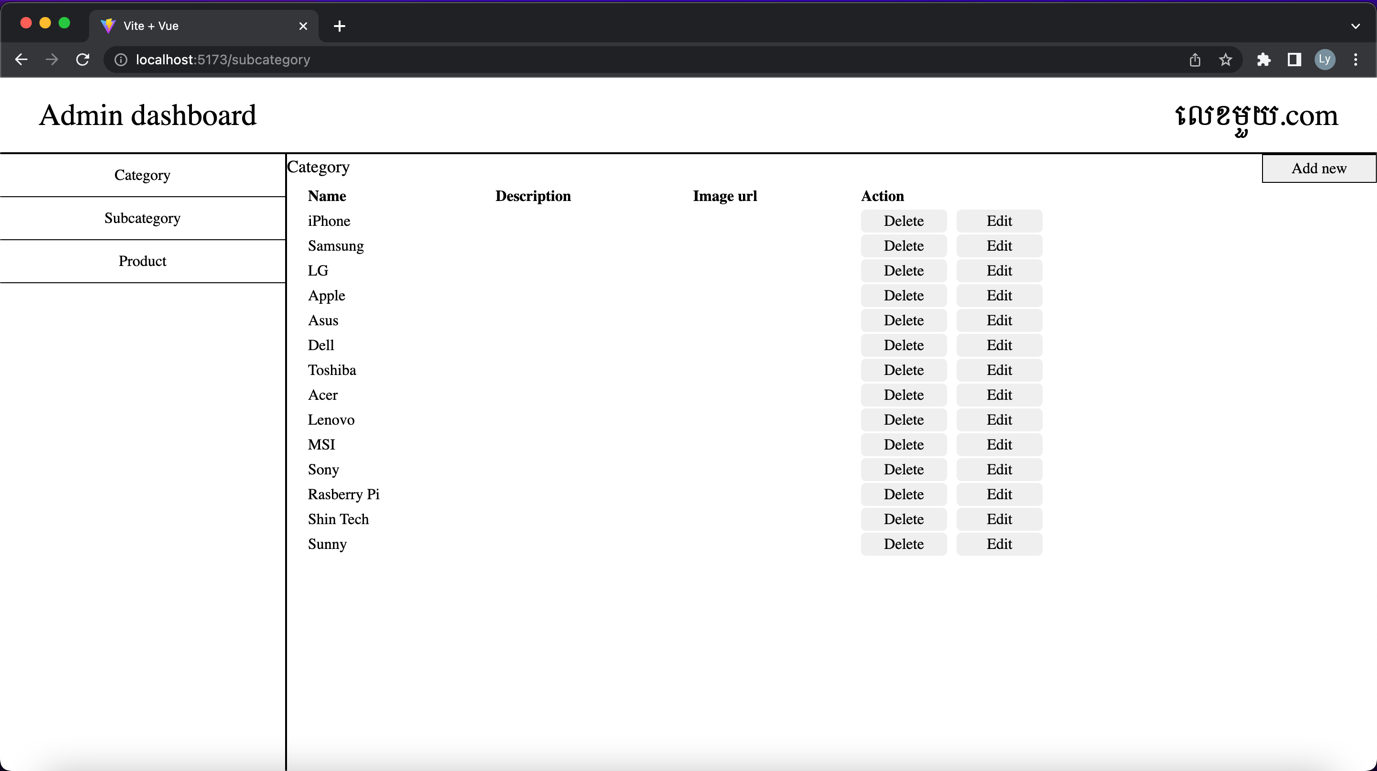 Vite + Vue
localhost:5173/subcategory
Ly
Admin dashboard
លេខមួយ.com
Category
Subcategory
Product
Category
Add new
Name Description Image url Action
iPhone Delete Edit
Samsung Delete Edit
LG Delete Edit
Apple Delete Edit
Asus Delete Edit
Dell Delete Edit
Toshiba Delete Edit
Acer Delete Edit
Lenovo Delete Edit
MSI Delete Edit
Sony Delete Edit
Rasberry Pi Delete Edit
Shin Tech Delete Edit
Sunny Delete Edit